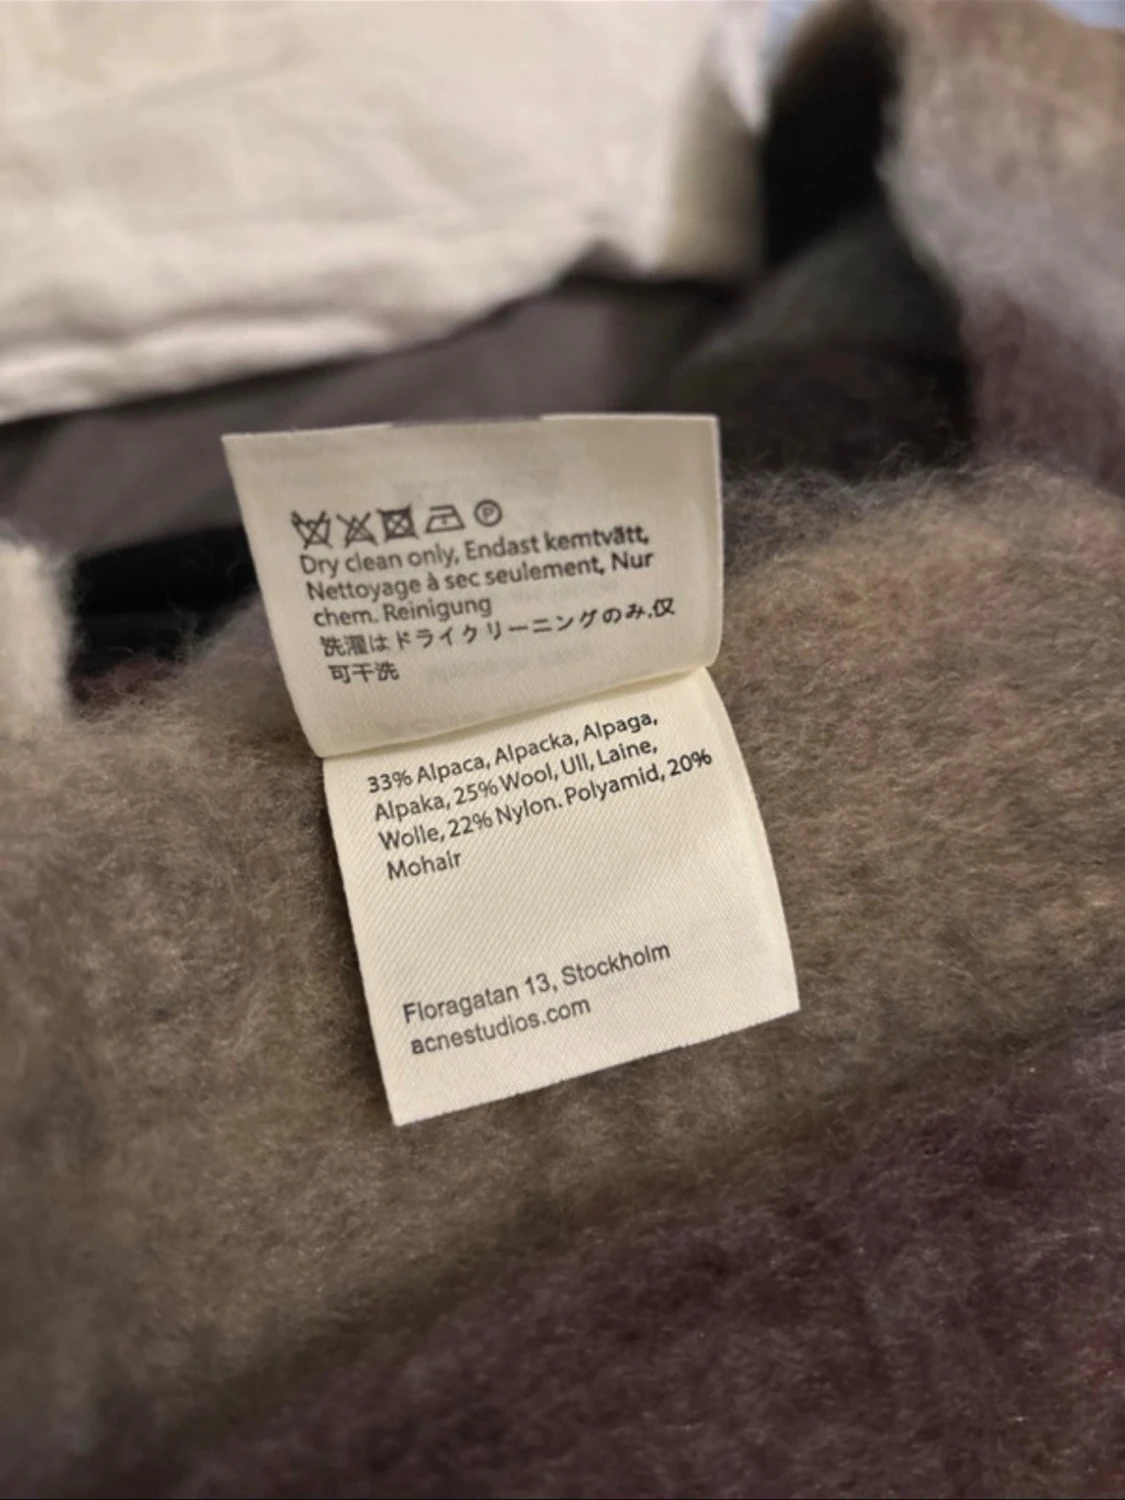 Dry clean only, Endast kemtvätt,
Nettoyage à sec seulement, Nur
chem. Reinigung
洗濯はドライクリーニングのみ.仅
可干洗
33% Alpaca, Alpacka, Alpaga,
Alpaka, 25% Wool, Ull, Laine,
Wolle, 22% Nylon. Polyamid, 20%
Mohair
Floragatan 13, Stockholm
acnestudios.com